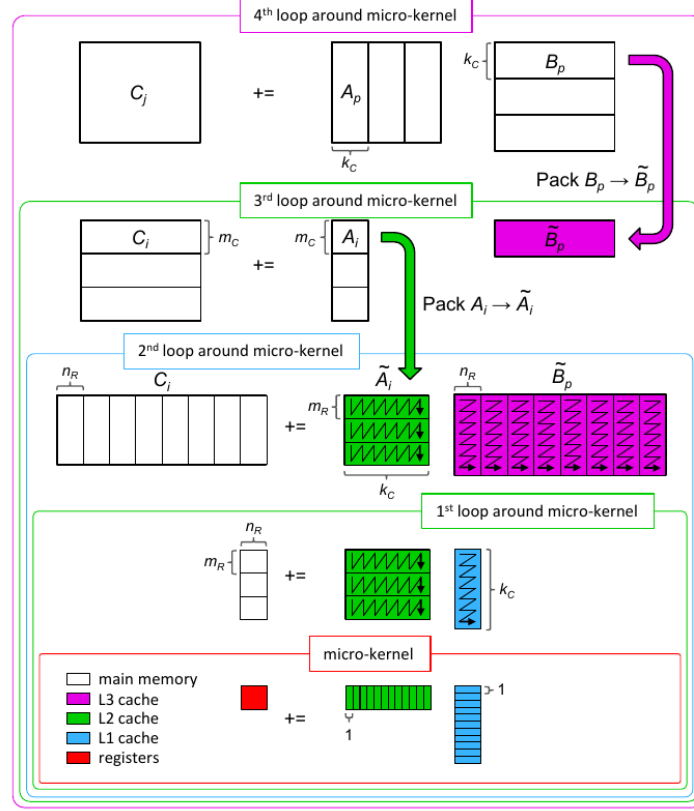 4th loop around micro-kernel
Cj += Ap kC Bp
kC
Pack Bp → B̃p
3rd loop around micro-kernel
Ci mC += mC Ai B̃p
Pack Ai → Ãi
2nd loop around micro-kernel
nR Ci Ãi nR B̃p
mR
+=
kC
1st loop around micro-kernel
nR
mR += kC
micro-kernel
main memory
L3 cache
L2 cache
L1 cache
registers
+=
1
1